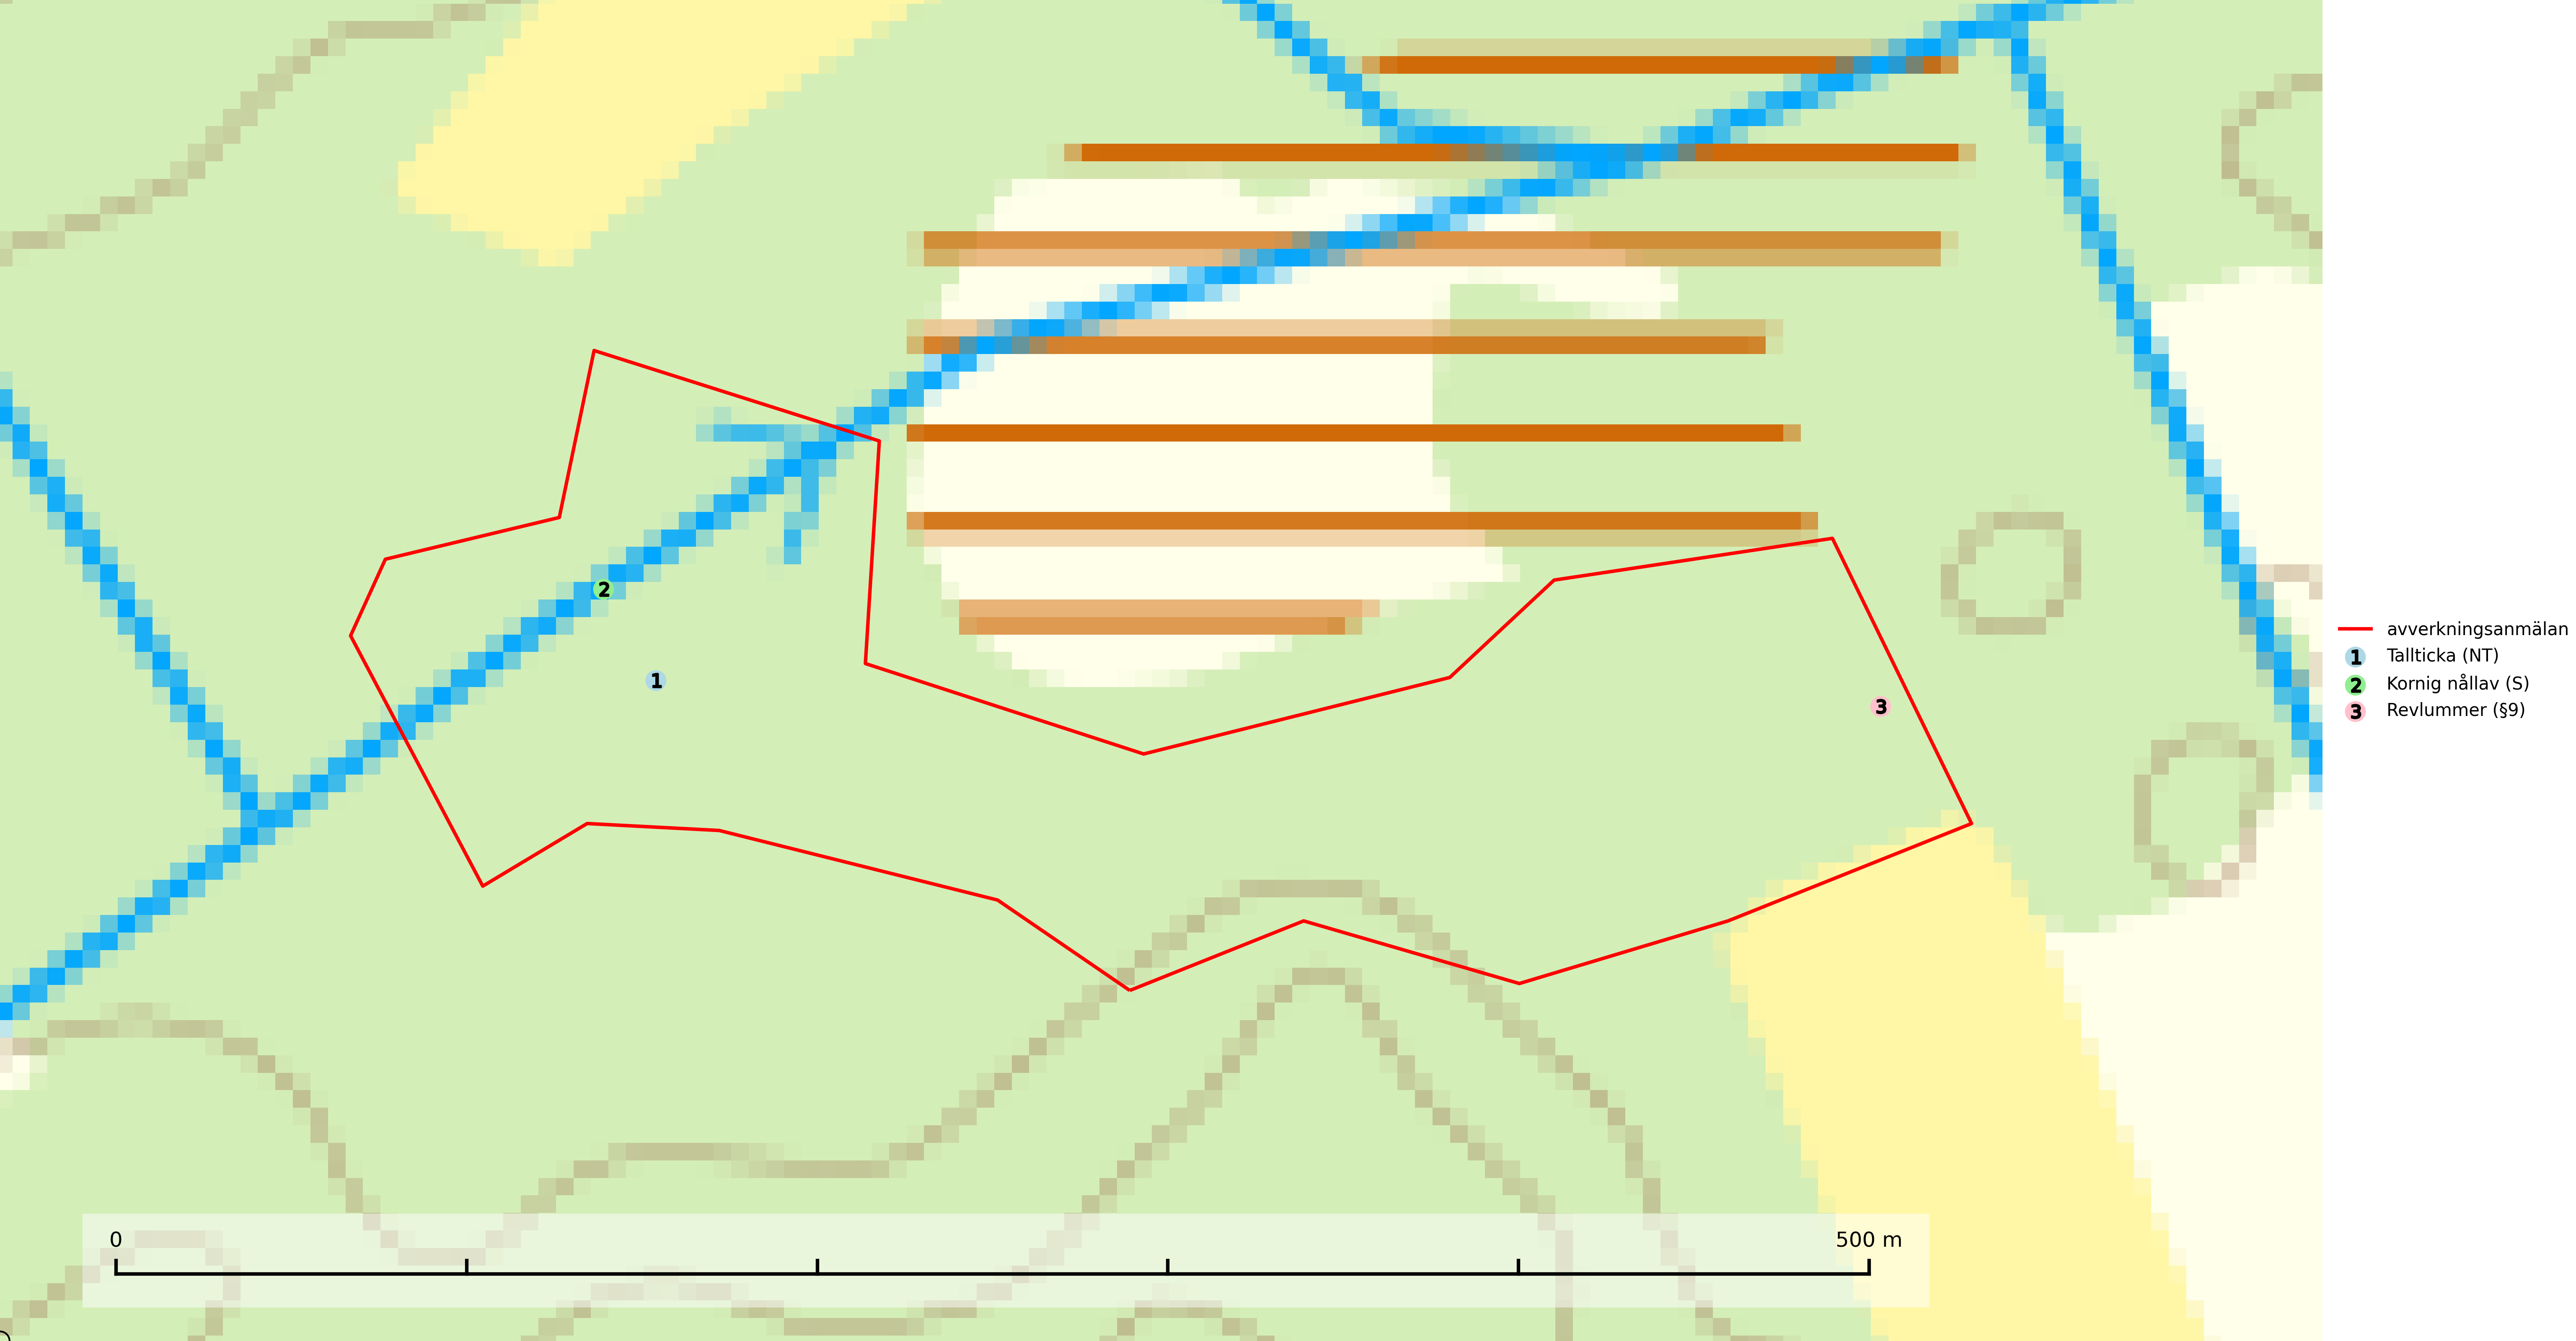 2
1
3
avverkningsanmälan
1 Tallticka (NT)
2 Kornig nållav (S)
3 Revlummer (§9)
0 500 m